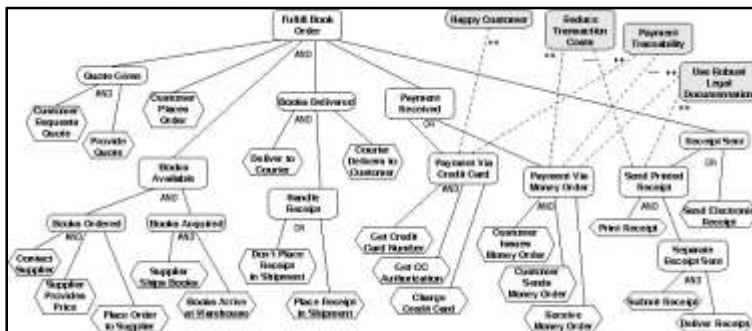 Fulfill Book
Order
Happy Customer
Reduce
Transaction
Costs
Payment
Traceability
Use Robust
Legal
Documentation
AND
++
++
++
++
++
Quote Given
AND
Customer
Requests
Quote
Provide
Quote
Customer
Places
Order
Books Delivered
AND
Deliver to
Courier
Courier
Delivers to
Customer
Payment
Received
OR
Receipt Sent
OR
Books
Available
AND
Handle
Receipt
OR
Payment Via
Credit Card
AND
Payment Via
Money Order
AND
Send Printed
Receipt
AND
Send Electronic
Receipt
Books Ordered
AND
Books Acquired
AND
Contact
Supplier
Supplier
Provides
Price
Place Order
to Supplier
Supplier
Ships Books
Books Arrive
at Warehouse
Don't Place
Receipt
in Shipment
Place Receipt
in Shipment
Get Credit
Card Number
Get CC
Authorization
Charge
Credit Card
Customer
Issues
Money Order
Customer
Sends
Money Order
Receive
Money Order
Print Receipt
Separate
Receipt Sent
AND
Submit Receipt
Deliver Receipt